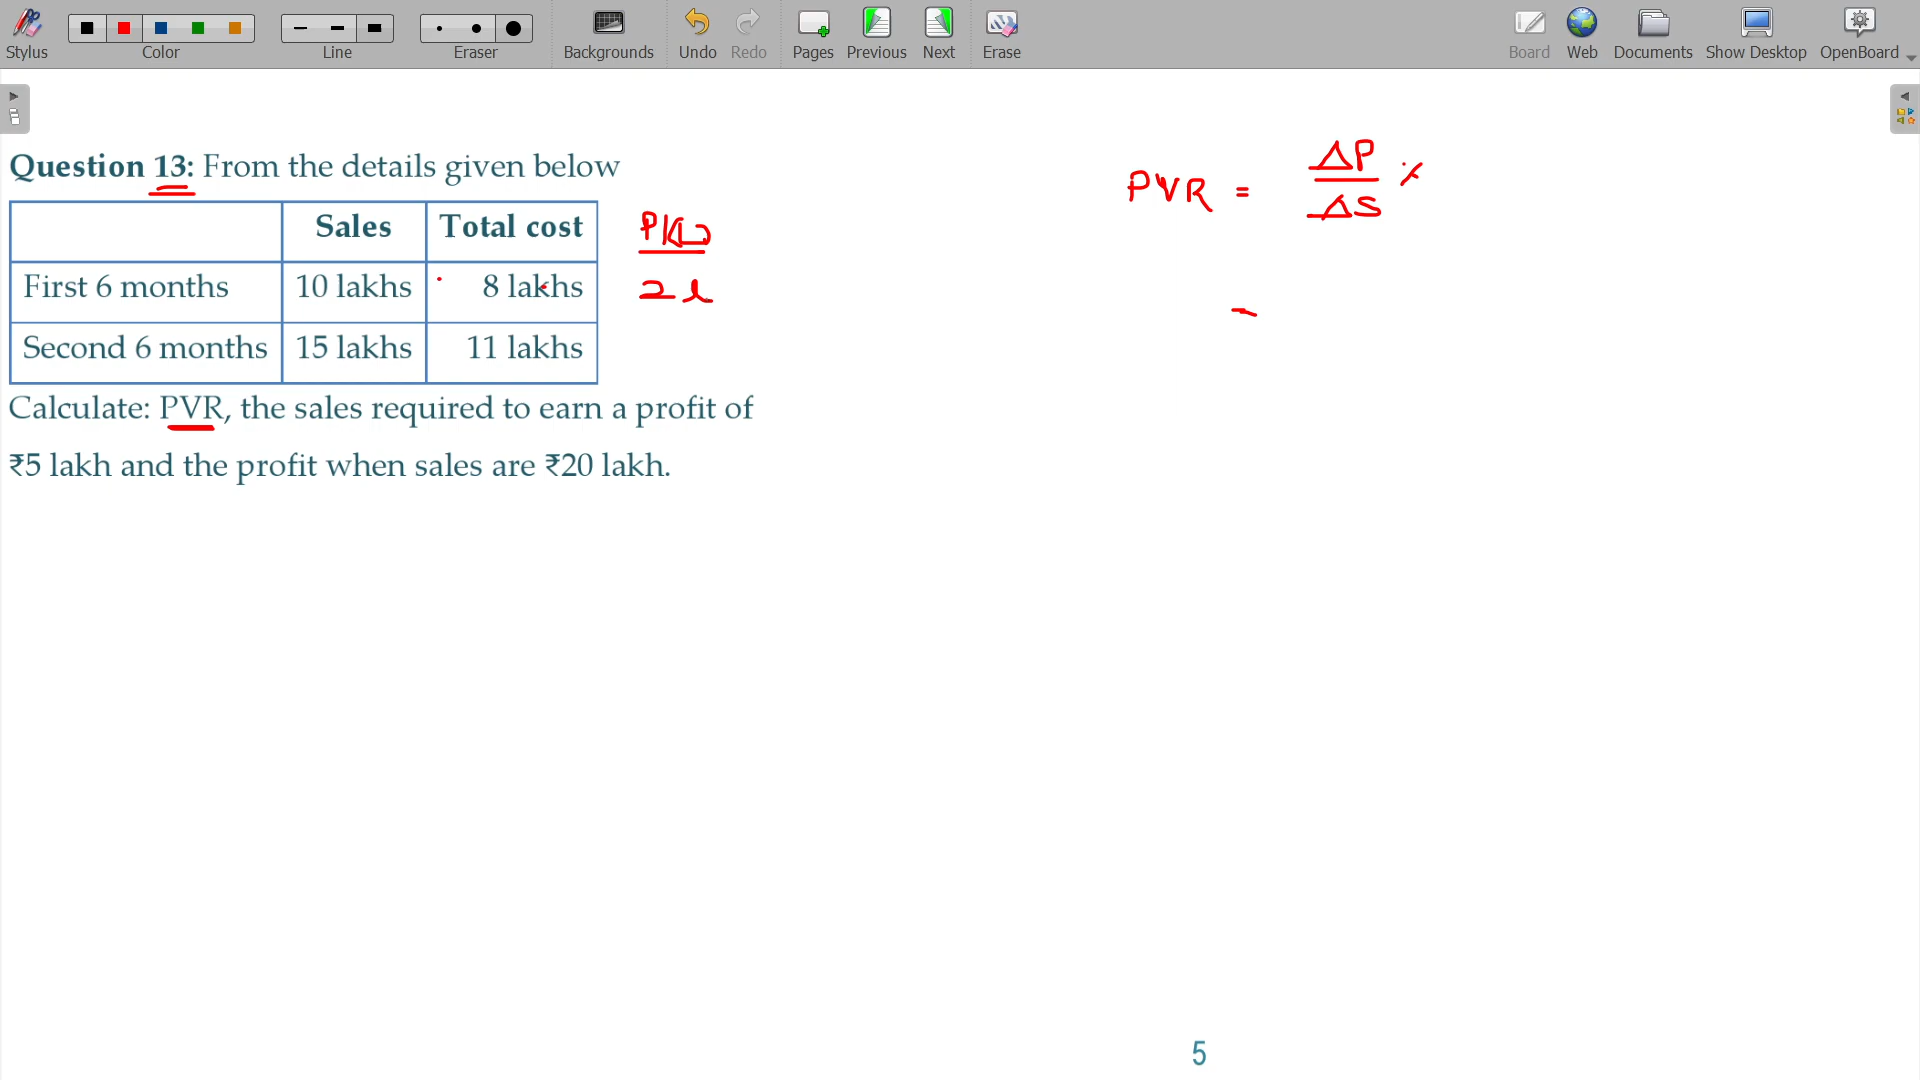 Stylus Color Line Eraser Backgrounds Undo Redo Pages Previous Next Erase Board Web Documents Show Desktop OpenBoard
Question 13: From the details given below
Sales Total cost P/(L)
First 6 months 10 lakhs 8 lakhs 2 l
Second 6 months 15 lakhs 11 lakhs
Calculate: PVR, the sales required to earn a profit of
₹5 lakh and the profit when sales are ₹20 lakh.
PVR = ΔP
ΔS
5